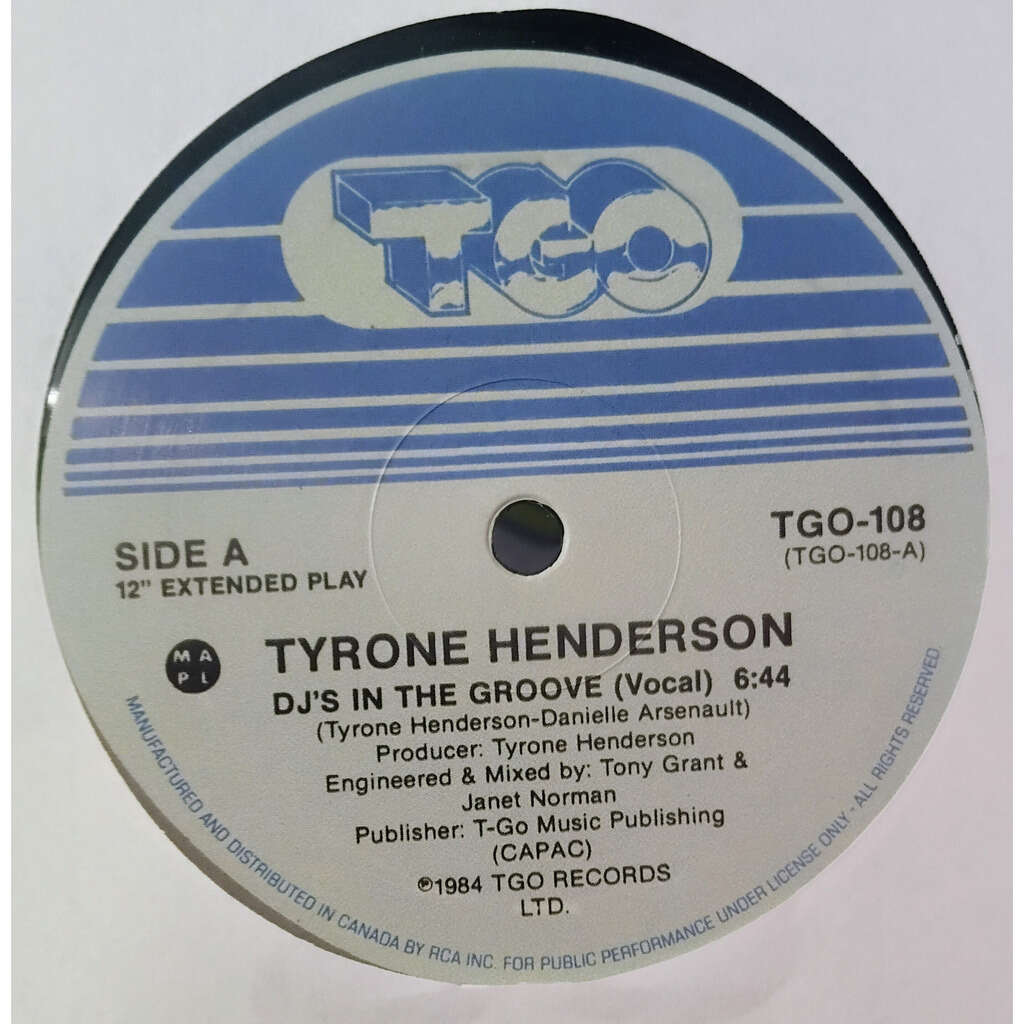 TGO
SIDE A
12" EXTENDED PLAY
TGO-108
(TGO-108-A)
MA
PL
TYRONE HENDERSON
DJ'S IN THE GROOVE (Vocal) 6:44
(Tyrone Henderson-Danielle Arsenault)
Producer: Tyrone Henderson
Engineered & Mixed by: Tony Grant &
Janet Norman
Publisher: T-Go Music Publishing
(CAPAC)
℗1984 TGO RECORDS
LTD.
MANUFACTURED AND DISTRIBUTED IN CANADA BY RCA INC. FOR PUBLIC PERFORMANCE UNDER LICENSE ONLY - ALL RIGHTS RESERVED.